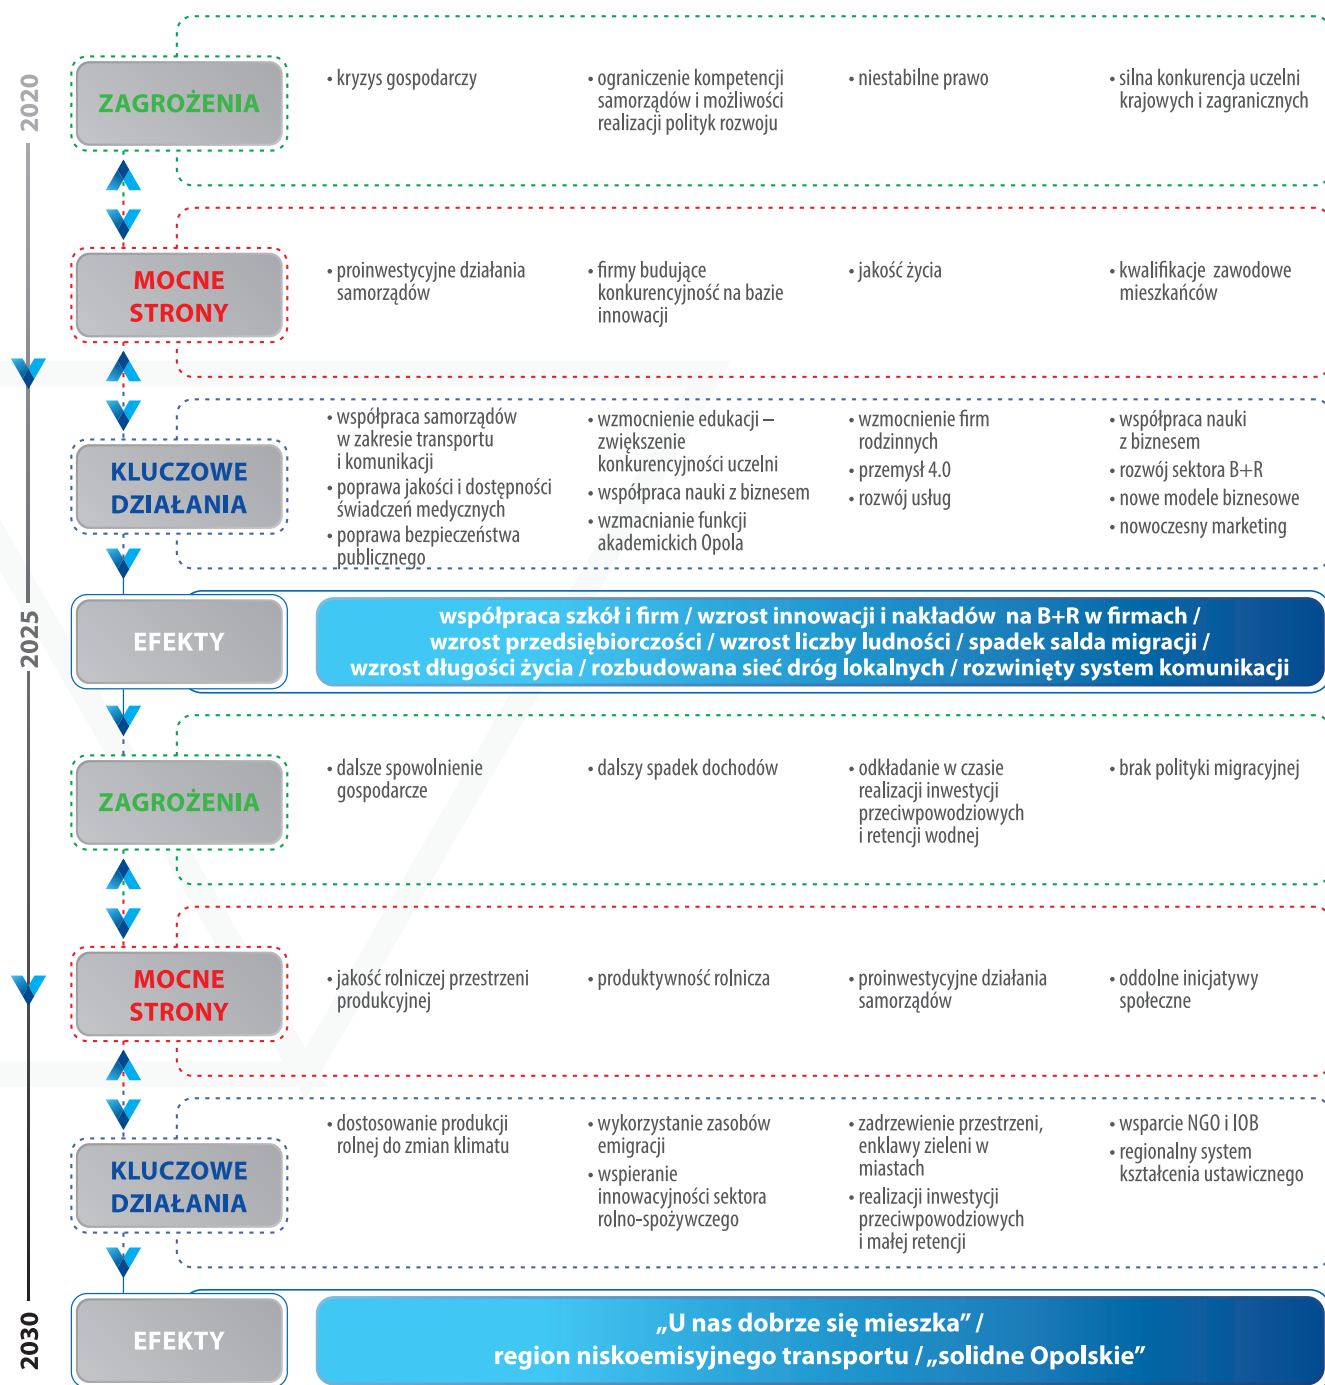 2020
ZAGROŻENIA
• kryzys gospodarczy
• ograniczenie kompetencji
samorządów i możliwości
realizacji polityk rozwoju
• niestabilne prawo
• silna konkurencja uczelni
krajowych i zagranicznych
MOCNE
STRONY
• proinwestycyjne działania
samorządów
• firmy budujące
konkurencyjność na bazie
innowacji
• jakość życia
• kwalifikacje zawodowe
mieszkańców
KLUCZOWE
DZIAŁANIA
• współpraca samorządów
w zakresie transportu
i komunikacji
• poprawa jakości i dostępności
świadczeń medycznych
• poprawa bezpieczeństwa
publicznego
• wzmocnienie edukacji –
zwiększenie
konkurencyjności uczelni
• współpraca nauki z biznesem
• wzmacnianie funkcji
akademickich Opola
• wzmocnienie firm
rodzinnych
• przemysł 4.0
• rozwój usług
• współpraca nauki
z biznesem
• rozwój sektora B+R
• nowe modele biznesowe
• nowoczesny marketing
2025
EFEKTY
współpraca szkół i firm / wzrost innowacji i nakładów na B+R w firmach /
wzrost przedsiębiorczości / wzrost liczby ludności / spadek salda migracji /
wzrost długości życia / rozbudowana sieć dróg lokalnych / rozwinięty system komunikacji
ZAGROŻENIA
• dalsze spowolnienie
gospodarcze
• dalszy spadek dochodów
• odkładanie w czasie
realizacji inwestycji
przeciwpowodziowych
i retencji wodnej
• brak polityki migracyjnej
MOCNE
STRONY
• jakość rolniczej przestrzeni
produkcyjnej
• produktywność rolnicza
• proinwestycyjne działania
samorządów
• oddolne inicjatywy
społeczne
KLUCZOWE
DZIAŁANIA
• dostosowanie produkcji
rolnej do zmian klimatu
• wykorzystanie zasobów
emigracji
• wspieranie
innowacyjności sektora
rolno-spożywczego
• zadrzewienie przestrzeni,
enklawy zieleni w
miastach
• realizacji inwestycji
przeciwpowodziowych
i małej retencji
• wsparcie NGO i IOB
• regionalny system
kształcenia ustawicznego
2030
EFEKTY
„U nas dobrze się mieszka” /
region niskoemisyjnego transportu / „solidne Opolskie”